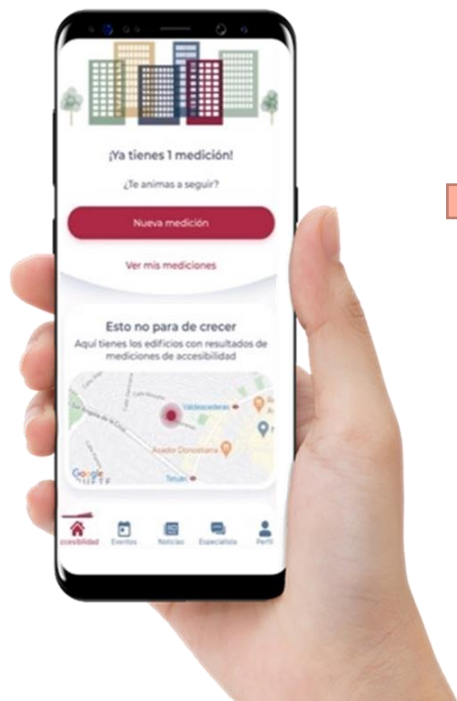 ¡Ya tienes 1 medición!
¿Te animas a seguir?
Nueva medición
Ver mis mediciones
Esto no para de crecer
Aquí tienes los edificios con resultados de
mediciones de accesibilidad
Valdeacederas
Asador Donostiarra
Tetuán
Google
Eventos
Noticias
Especialista
Perfil